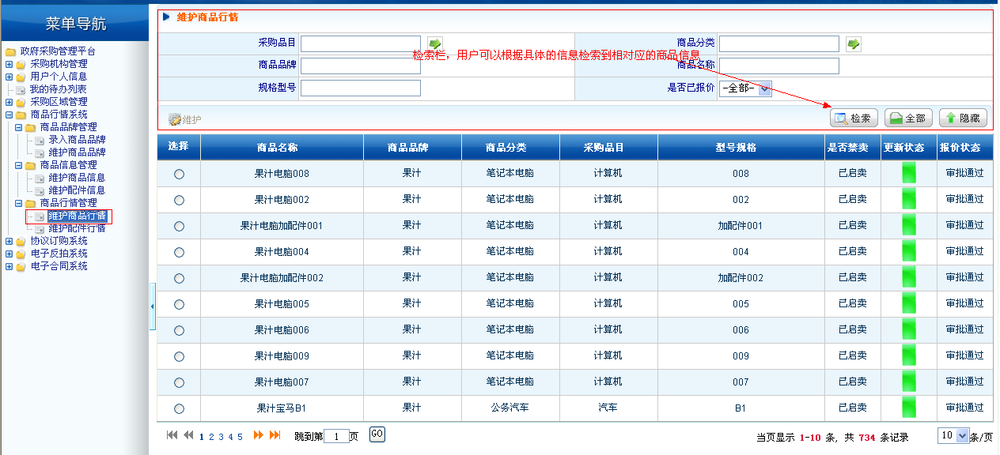 菜单导航
政府采购管理平台
采购机构管理
用户个人信息
我的待办列表
采购区域管理
商品行情系统
商品品牌管理
录入商品品牌
维护商品品牌
商品信息管理
维护商品信息
维护配件信息
商品行情管理
维护商品行情
维护配件行情
协议订购系统
电子反拍系统
电子合同系统
维护商品行情
采购品目 商品分类
检索栏，用户可以根据具体的信息检索到相对应的商品信息
商品品牌 商品名称
规格型号 是否已报价 -全部-
维护 检索 全部 隐藏
选择 商品名称 商品品牌 商品分类 采购品目 型号规格 是否禁卖 更新状态 报价状态
果汁电脑008 果汁 笔记本电脑 计算机 008 已启卖 审批通过
果汁电脑002 果汁 笔记本电脑 计算机 002 已启卖 审批通过
果汁电脑加配件001 果汁 笔记本电脑 计算机 加配件001 已启卖 审批通过
果汁电脑004 果汁 笔记本电脑 计算机 004 已启卖 审批通过
果汁电脑加配件002 果汁 笔记本电脑 计算机 加配件002 已启卖 审批通过
果汁电脑005 果汁 笔记本电脑 计算机 005 已启卖 审批通过
果汁电脑006 果汁 笔记本电脑 计算机 006 已启卖 审批通过
果汁电脑009 果汁 笔记本电脑 计算机 009 已启卖 审批通过
果汁电脑007 果汁 笔记本电脑 计算机 007 已启卖 审批通过
果汁宝马B1 果汁 公务汽车 汽车 B1 已启卖 审批通过
1 2 3 4 5 跳到第 1 页 GO 当页显示 1-10 条, 共 734 条记录 10 条/页